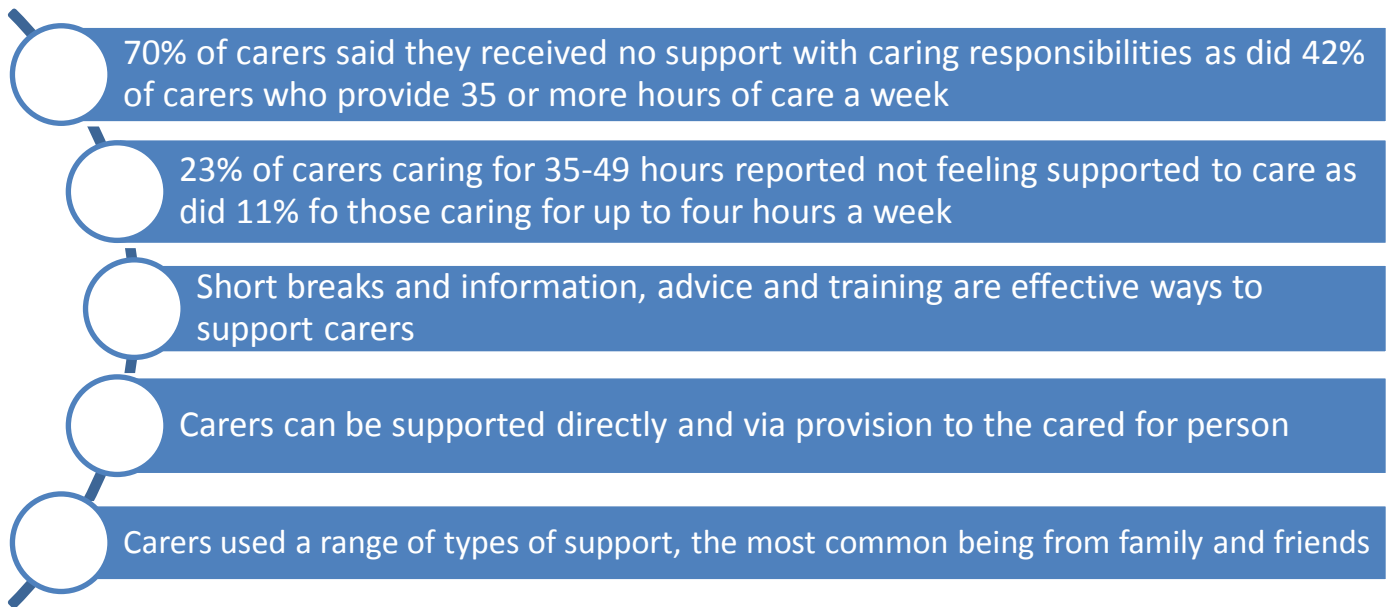 70% of carers said they received no support with caring responsibilities as did 42%
of carers who provide 35 or more hours of care a week
23% of carers caring for 35-49 hours reported not feeling supported to care as
did 11% fo those caring for up to four hours a week
Short breaks and information, advice and training are effective ways to
support carers
Carers can be supported directly and via provision to the cared for person
Carers used a range of types of support, the most common being from family and friends